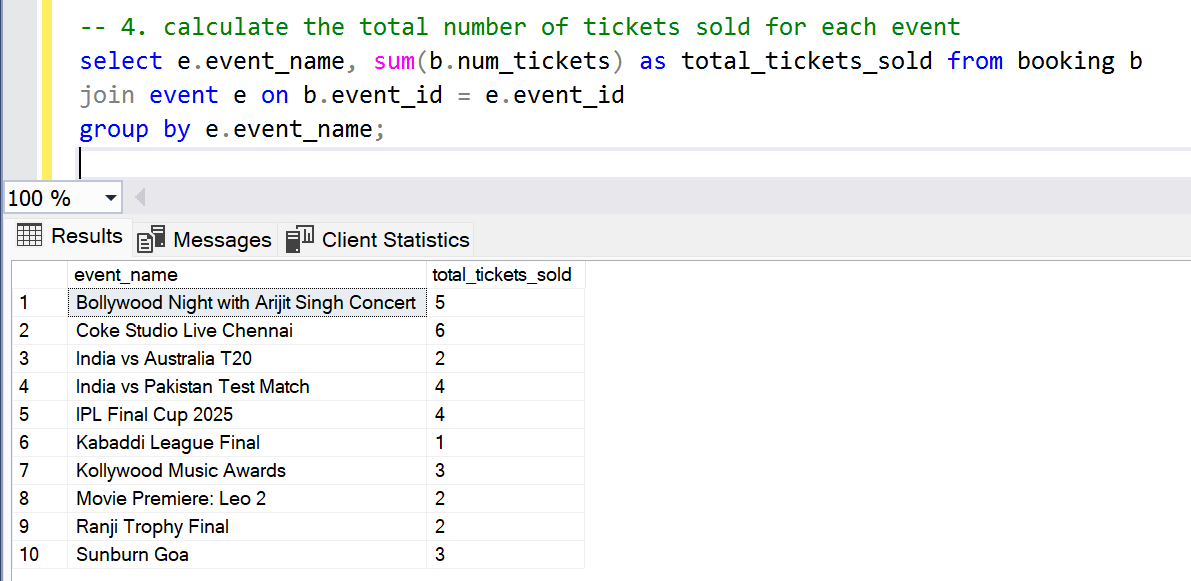 -- 4. calculate the total number of tickets sold for each event
select e.event_name, sum(b.num_tickets) as total_tickets_sold from booking b
join event e on b.event_id = e.event_id
group by e.event_name;
100 %
Results Messages Client Statistics
event_name total_tickets_sold
1 Bollywood Night with Arijit Singh Concert 5
2 Coke Studio Live Chennai 6
3 India vs Australia T20 2
4 India vs Pakistan Test Match 4
5 IPL Final Cup 2025 4
6 Kabaddi League Final 1
7 Kollywood Music Awards 3
8 Movie Premiere: Leo 2 2
9 Ranji Trophy Final 2
10 Sunburn Goa 3